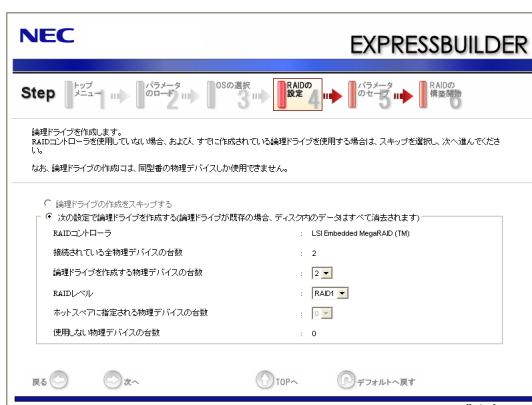 NEC
EXPRESSBUILDER
Step
トップ
メニュー 1
パラメータ
のロード 2
OSの選択
3
RAIDの
設定 4
パラメータ
のセーブ 5
RAIDの
構築開始 6
論理ドライブを作成します。
RAIDコントローラを使用していない場合、および、すでに作成されている論理ドライブを使用する場合は、スキップを選択し、次へ進んでくださ
い。
なお、論理ドライブの作成には、同型番の物理デバイスしか使用できません。
論理ドライブの作成をスキップする
次の設定で論理ドライブを作成する(論理ドライブが既存の場合、ディスク内のデータはすべて消去されます)
RAIDコントローラ : LSI Embedded MegaRAID (TM)
接続されている全物理デバイスの台数 : 2
論理ドライブを作成する物理デバイスの台数 : 2
RAIDレベル : RAID1
ホットスペアに指定される物理デバイスの台数 : 0
使用しない物理デバイスの台数 : 0
戻る 次へ TOPへ デフォルトへ戻す